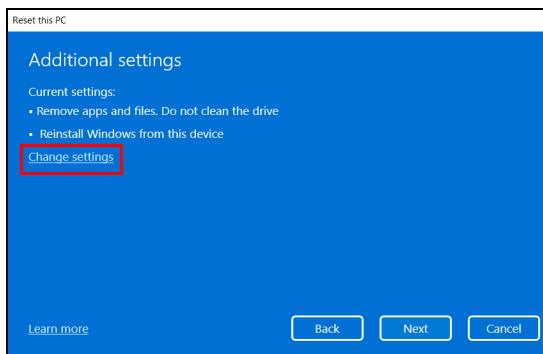 Reset this PC
Additional settings
Current settings:
▪ Remove apps and files. Do not clean the drive
▪ Reinstall Windows from this device
Change settings
Learn more
Back
Next
Cancel